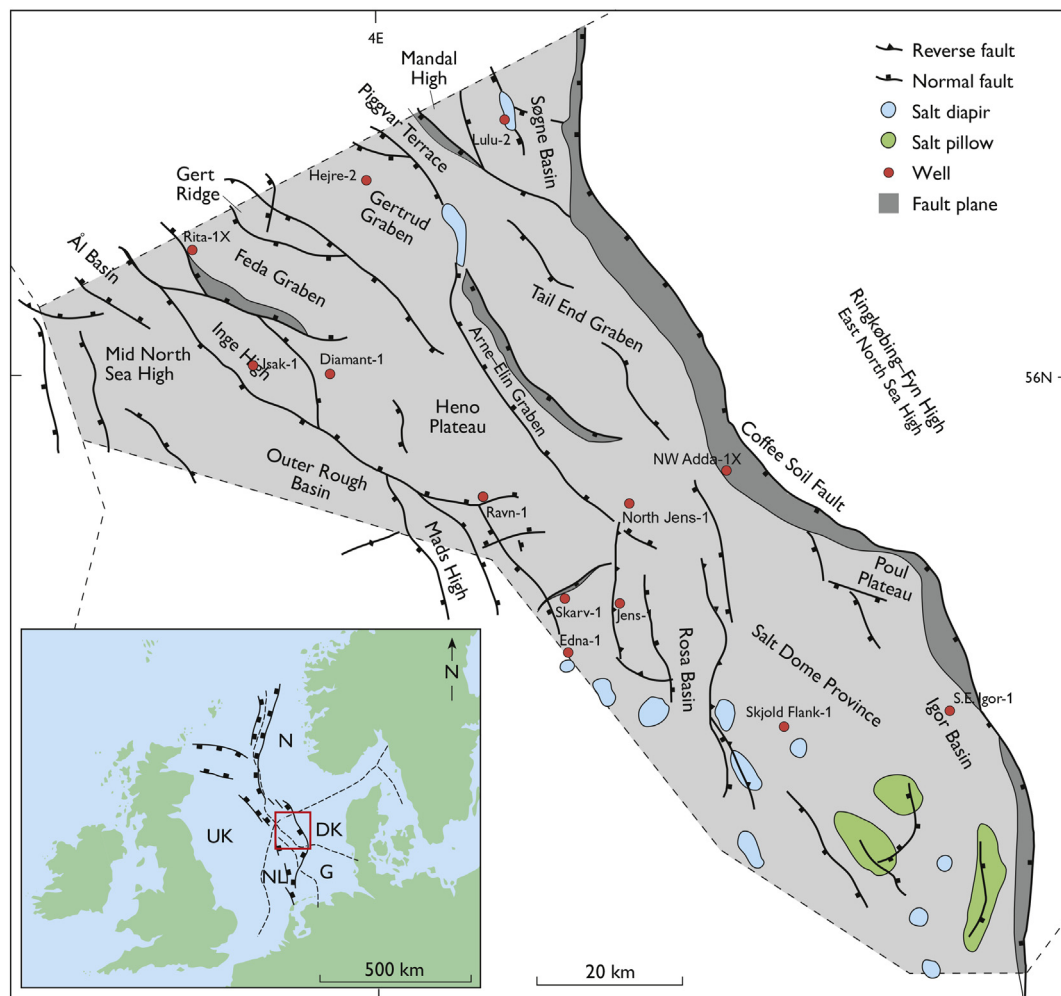 4E
Mandal
High
Reverse fault
Normal fault
Salt diapir
Salt pillow
Well
Fault plane
Piggvar Terrace
Søgne Basin
Lulu-2
Hejre-2
Gert
Ridge
Gertrud
Graben
Rita-1X
Ål Basin
Feda Graben
Tail End Graben
Ringkøbing–Fyn High
East North Sea High
Mid North
Sea High
Inge High
Isak-1
Diamant-1
Arne–Elin Graben
56N
Heno
Plateau
Coffee Soil Fault
NW Adda-1X
Outer Rough
Basin
Ravn-1
North Jens-1
Mads High
Poul
Plateau
Skarv-1
Jens-1
Edna-1
Rosa Basin
Salt Dome Province
Igor Basin
S.E. Igor-1
Skjold Flank-1
N
N
UK
DK
NL
G
500 km
20 km